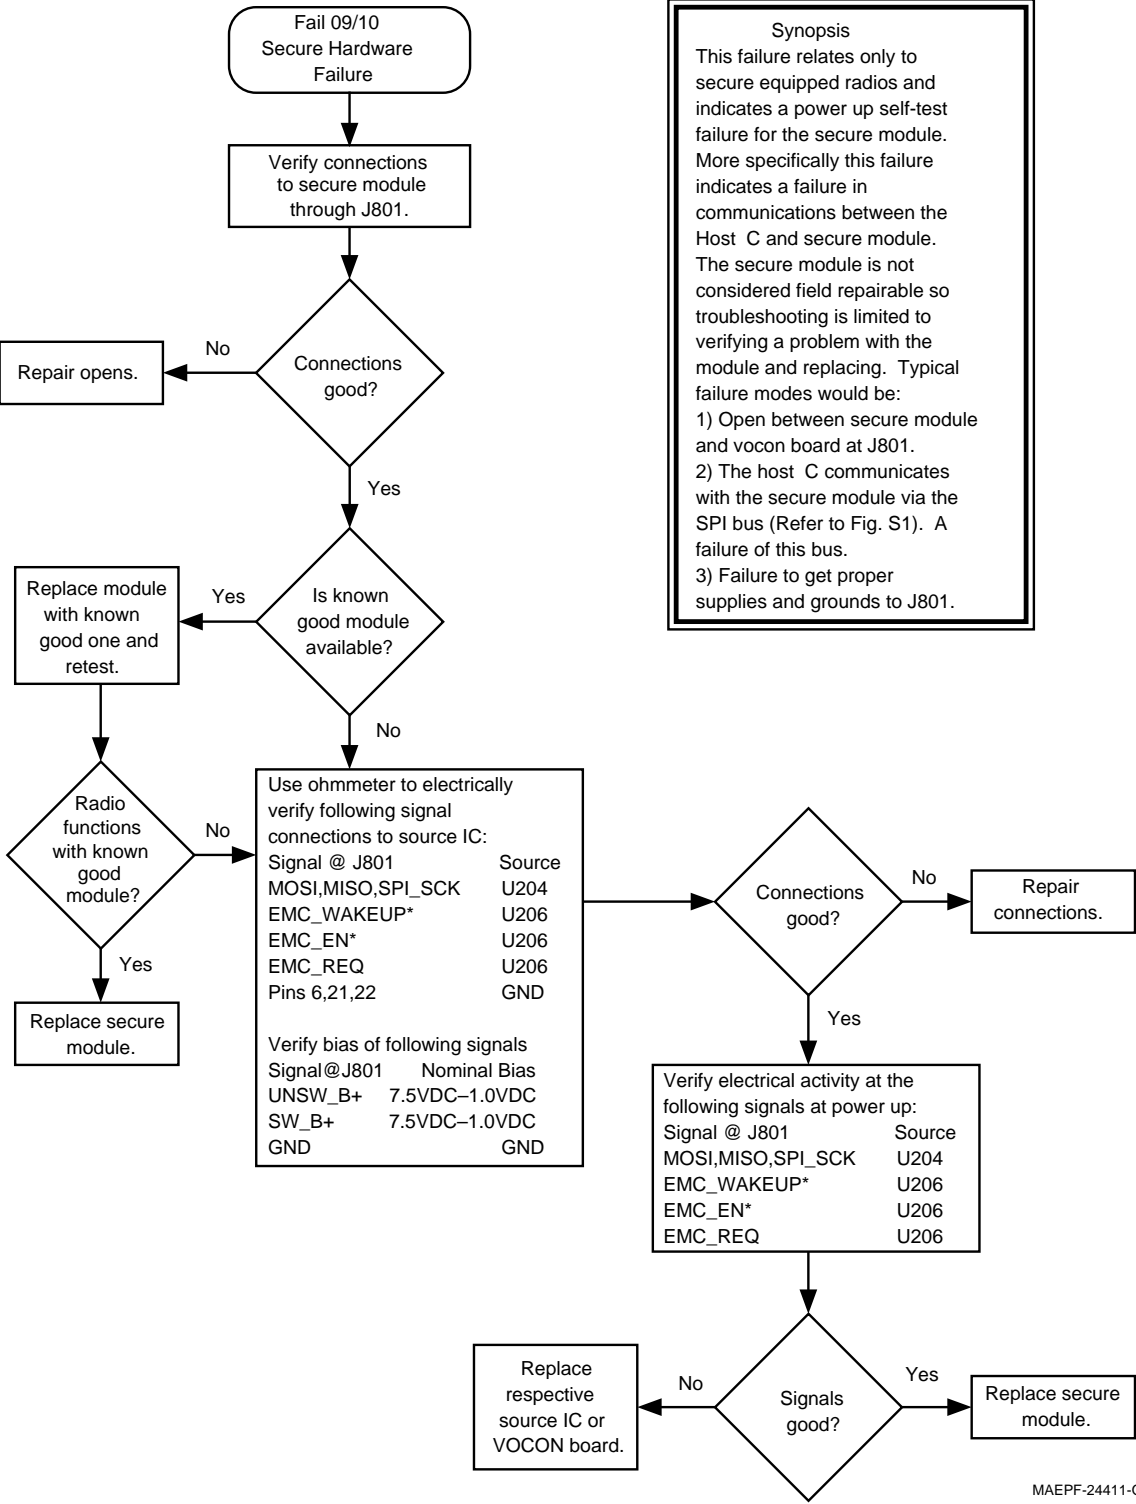 Fail 09/10
Secure Hardware
Failure
Verify connections
to secure module
through J801.
Connections
good?
No
Repair opens.
Yes
Is known
good module
available?
Yes
Replace module
with known
good one and
retest.
No
Radio
functions
with known
good
module?
No
Yes
Replace secure
module.
Use ohmmeter to electrically
verify following signal
connections to source IC:
Signal @ J801 Source
MOSI,MISO,SPI_SCK U204
EMC_WAKEUP* U206
EMC_EN* U206
EMC_REQ U206
Pins 6,21,22 GND
Verify bias of following signals
Signal@J801 Nominal Bias
UNSW_B+ 7.5VDC–1.0VDC
SW_B+ 7.5VDC–1.0VDC
GND GND
Connections
good?
No
Repair
connections.
Yes
Verify electrical activity at the
following signals at power up:
Signal @ J801 Source
MOSI,MISO,SPI_SCK U204
EMC_WAKEUP* U206
EMC_EN* U206
EMC_REQ U206
Signals
good?
No
Replace
respective
source IC or
VOCON board.
Yes
Replace secure
module.
Synopsis
This failure relates only to
secure equipped radios and
indicates a power up self-test
failure for the secure module.
More specifically this failure
indicates a failure in
communications between the
Host C and secure module.
The secure module is not
considered field repairable so
troubleshooting is limited to
verifying a problem with the
module and replacing. Typical
failure modes would be:
1) Open between secure module
and vocon board at J801.
2) The host C communicates
with the secure module via the
SPI bus (Refer to Fig. S1). A
failure of this bus.
3) Failure to get proper
supplies and grounds to J801.